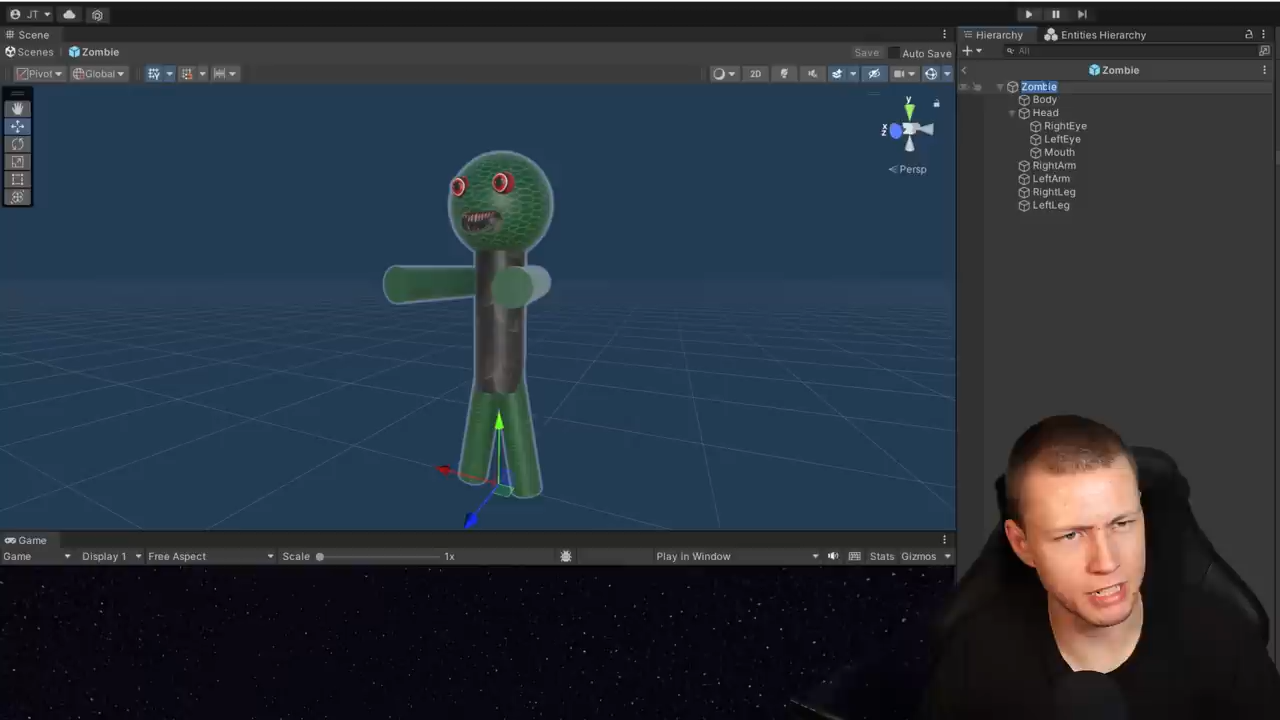 JT
Scene
Hierarchy
Entities Hierarchy
Scenes
Zombie
Save
Auto Save
All
Pivot
Global
2D
Zombie
Zombie
Body
Head
RightEye
LeftEye
Mouth
RightArm
LeftArm
RightLeg
LeftLeg
y
x
z
Persp
Game
Game
Display 1
Free Aspect
Scale
1x
Play in Window
Stats
Gizmos